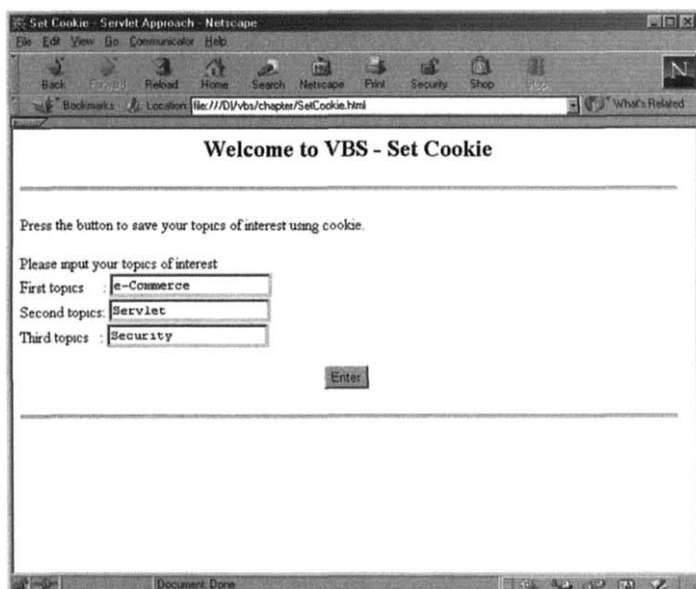 Set Cookie - Servlet Approach - Netscape
File Edit View Go Communicator Help
Back Forward Reload Home Search Netscape Print Security Shop Stop
Bookmarks Location: file:///D|/vbs/chapter/SetCookie.html What's Related
Welcome to VBS - Set Cookie
Press the button to save your topics of interest using cookie.
Please input your topics of interest
First topics : e-Commerce
Second topics: Servlet
Third topics : Security
Enter
Document: Done